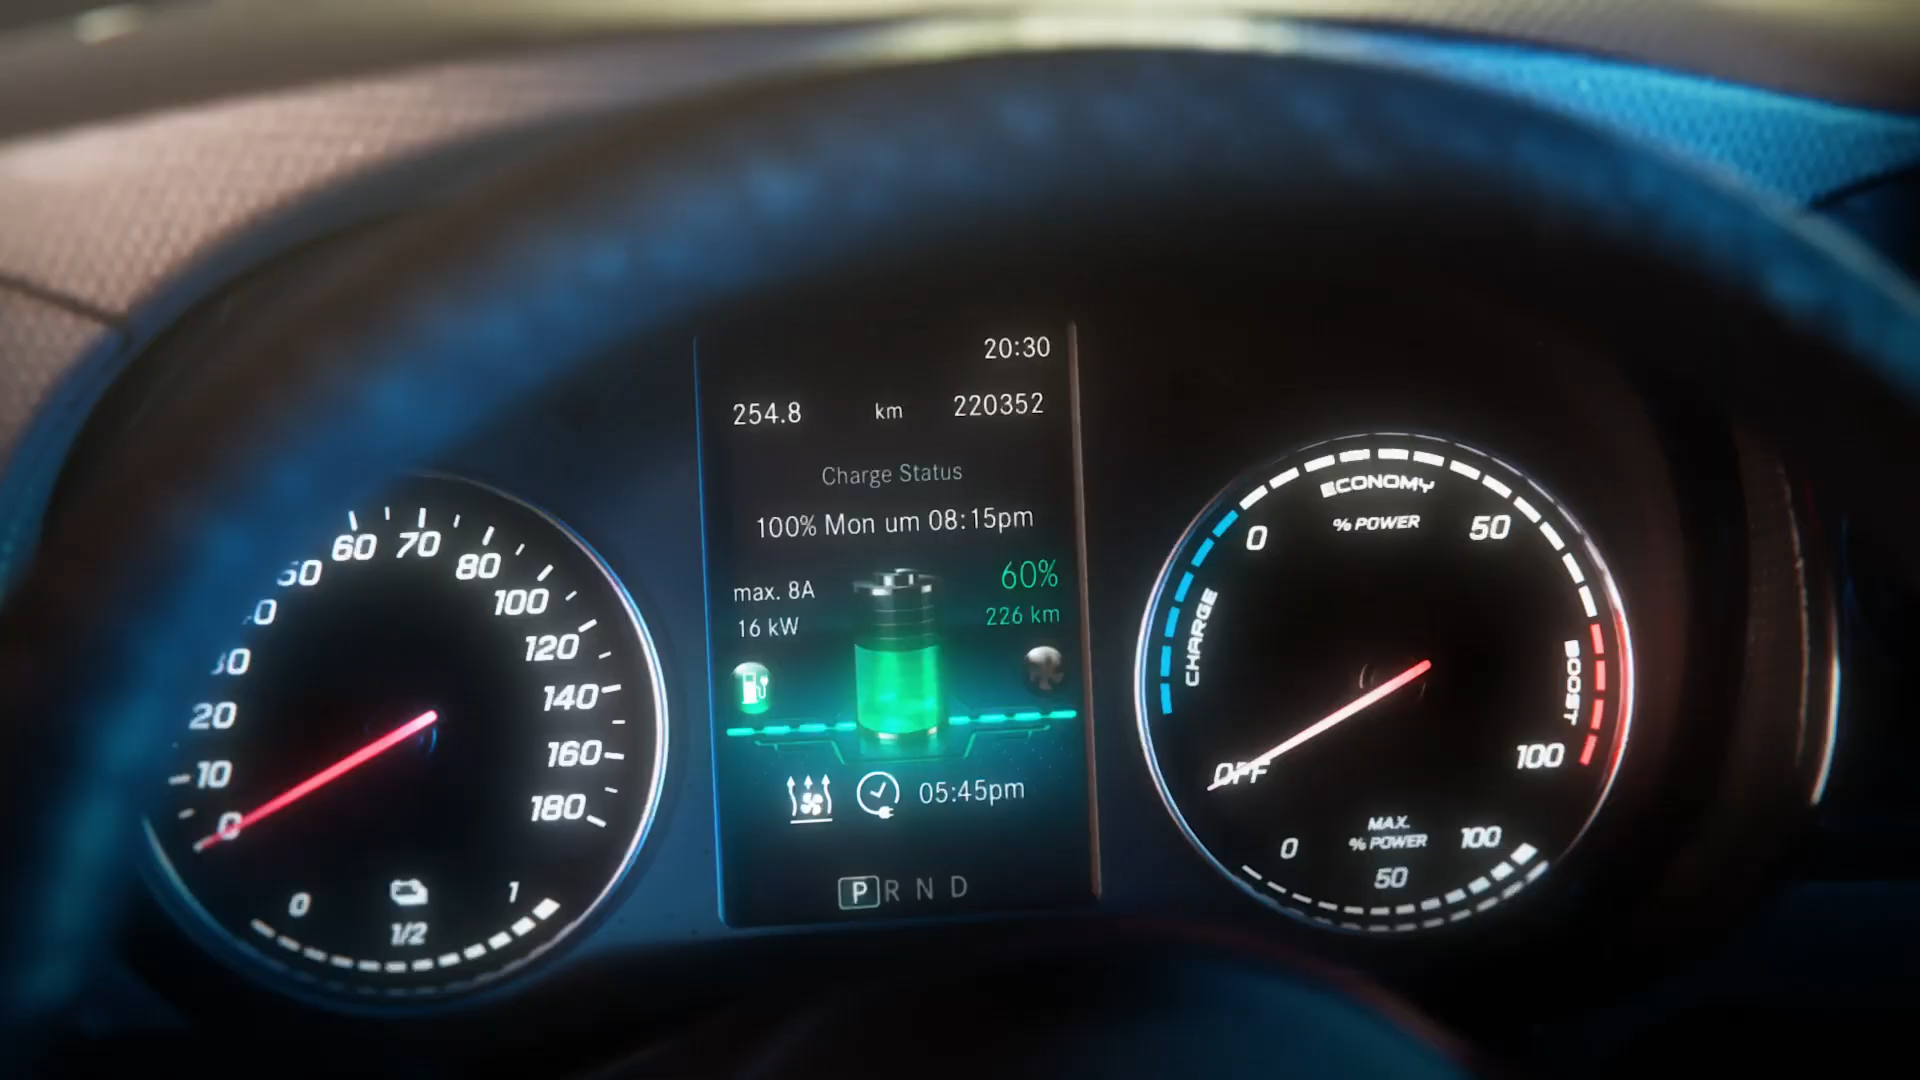 20:30
254.8 km 220352
Charge Status
100% Mon um 08:15pm
max. 8A
16 kW
60%
226 km
05:45pm
P R N D
0
10
20
30
60
70
80
100
120
140
160
180
0 1/2 1
CHARGE
0
ECONOMY
% POWER
50
BOOST
100
OFF
MAX.
% POWER
0 50 100